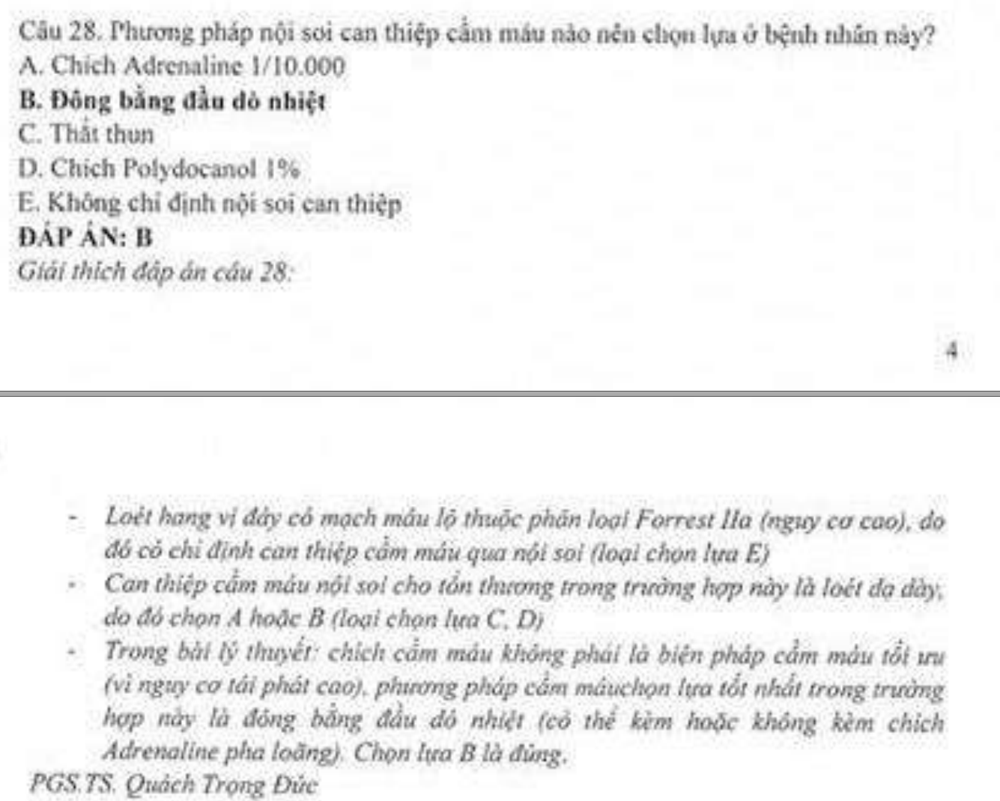 Câu 28. Phương pháp nội soi can thiệp cầm máu nào nên chọn lựa ở bệnh nhân này?
A. Chích Adrenaline 1/10.000
B. Đông bằng đầu dò nhiệt
C. Thắt thun
D. Chích Polydocanol 1%
E. Không chỉ định nội soi can thiệp
ĐÁP ÁN: B
Giải thích đáp án câu 28:
4
- Loét hang vị đáy có mạch máu lộ thuộc phân loại Forrest IIa (nguy cơ cao), do
đó có chỉ định can thiệp cầm máu qua nội soi (loại chọn lựa E)
- Can thiệp cầm máu nội soi cho tổn thương trong trường hợp này là loét dạ dày,
do đó chọn A hoặc B (loại chọn lựa C, D)
- Trong bài lý thuyết: chích cầm máu không phải là biện pháp cầm máu tối ưu
(vì nguy cơ tái phát cao), phương pháp cầm máuchọn lựa tốt nhất trong trường
hợp này là đông bằng đầu dò nhiệt (có thể kèm hoặc không kèm chích
Adrenaline pha loãng). Chọn lựa B là đúng.
PGS.TS. Quách Trọng Đức